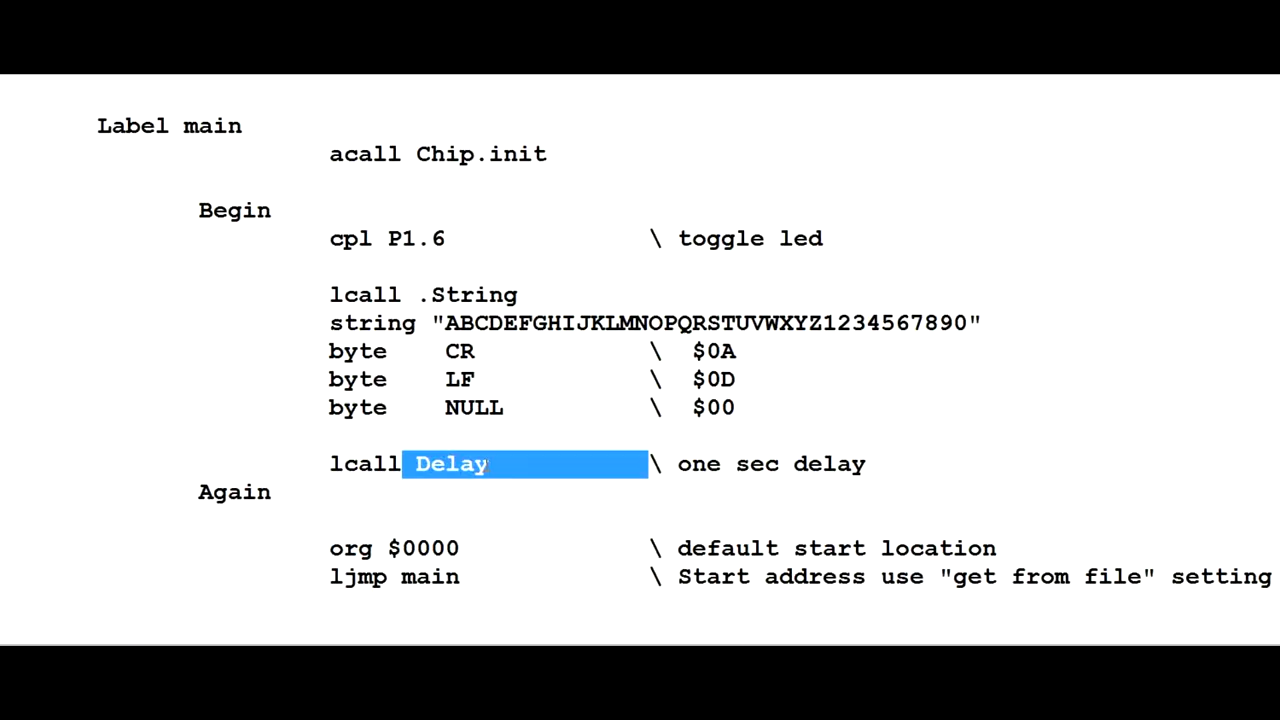 Label main
acall Chip.init
Begin
cpl P1.6 \ toggle led
lcall .String
string "ABCDEFGHIJKLMNOPQRSTUVWXYZ1234567890"
byte CR \ $0A
byte LF \ $0D
byte NULL \ $00
lcall Delay \ one sec delay
Again
org $0000 \ default start location
ljmp main \ Start address use "get from file" setting